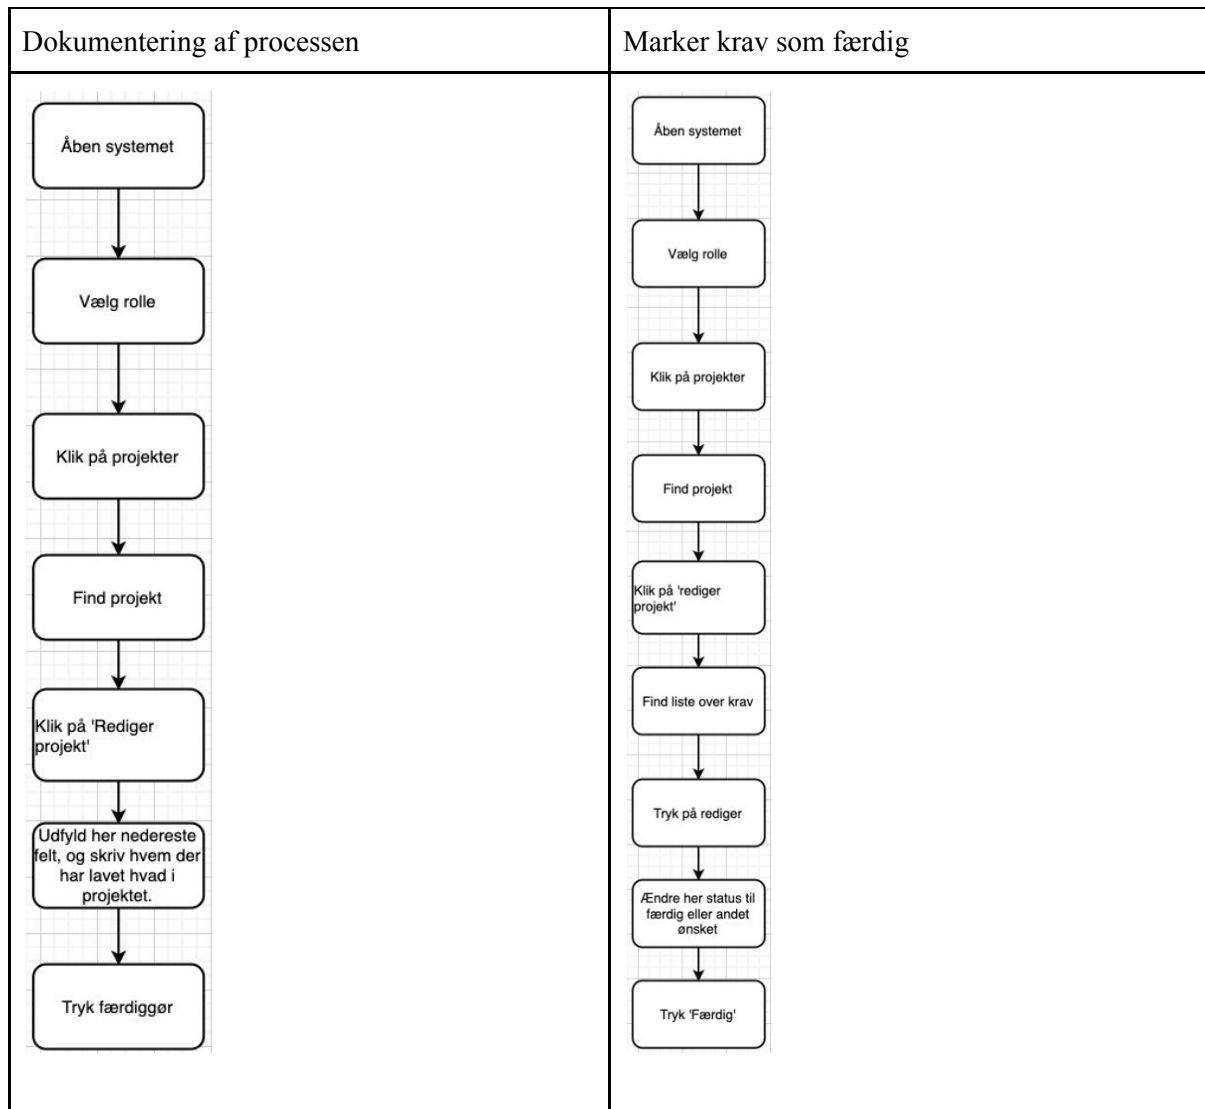 Dokumentering af processen
Åben systemet
Vælg rolle
Klik på projekter
Find projekt
Klik på 'Rediger
projekt'
Udfyld her nedereste
felt, og skriv hvem der
har lavet hvad i
projektet.
Tryk færdiggør
Marker krav som færdig
Åben systemet
Vælg rolle
Klik på projekter
Find projekt
Klik på 'rediger
projekt'
Find liste over krav
Tryk på rediger
Ændre her status til
færdig eller andet
ønsket
Tryk 'Færdig'